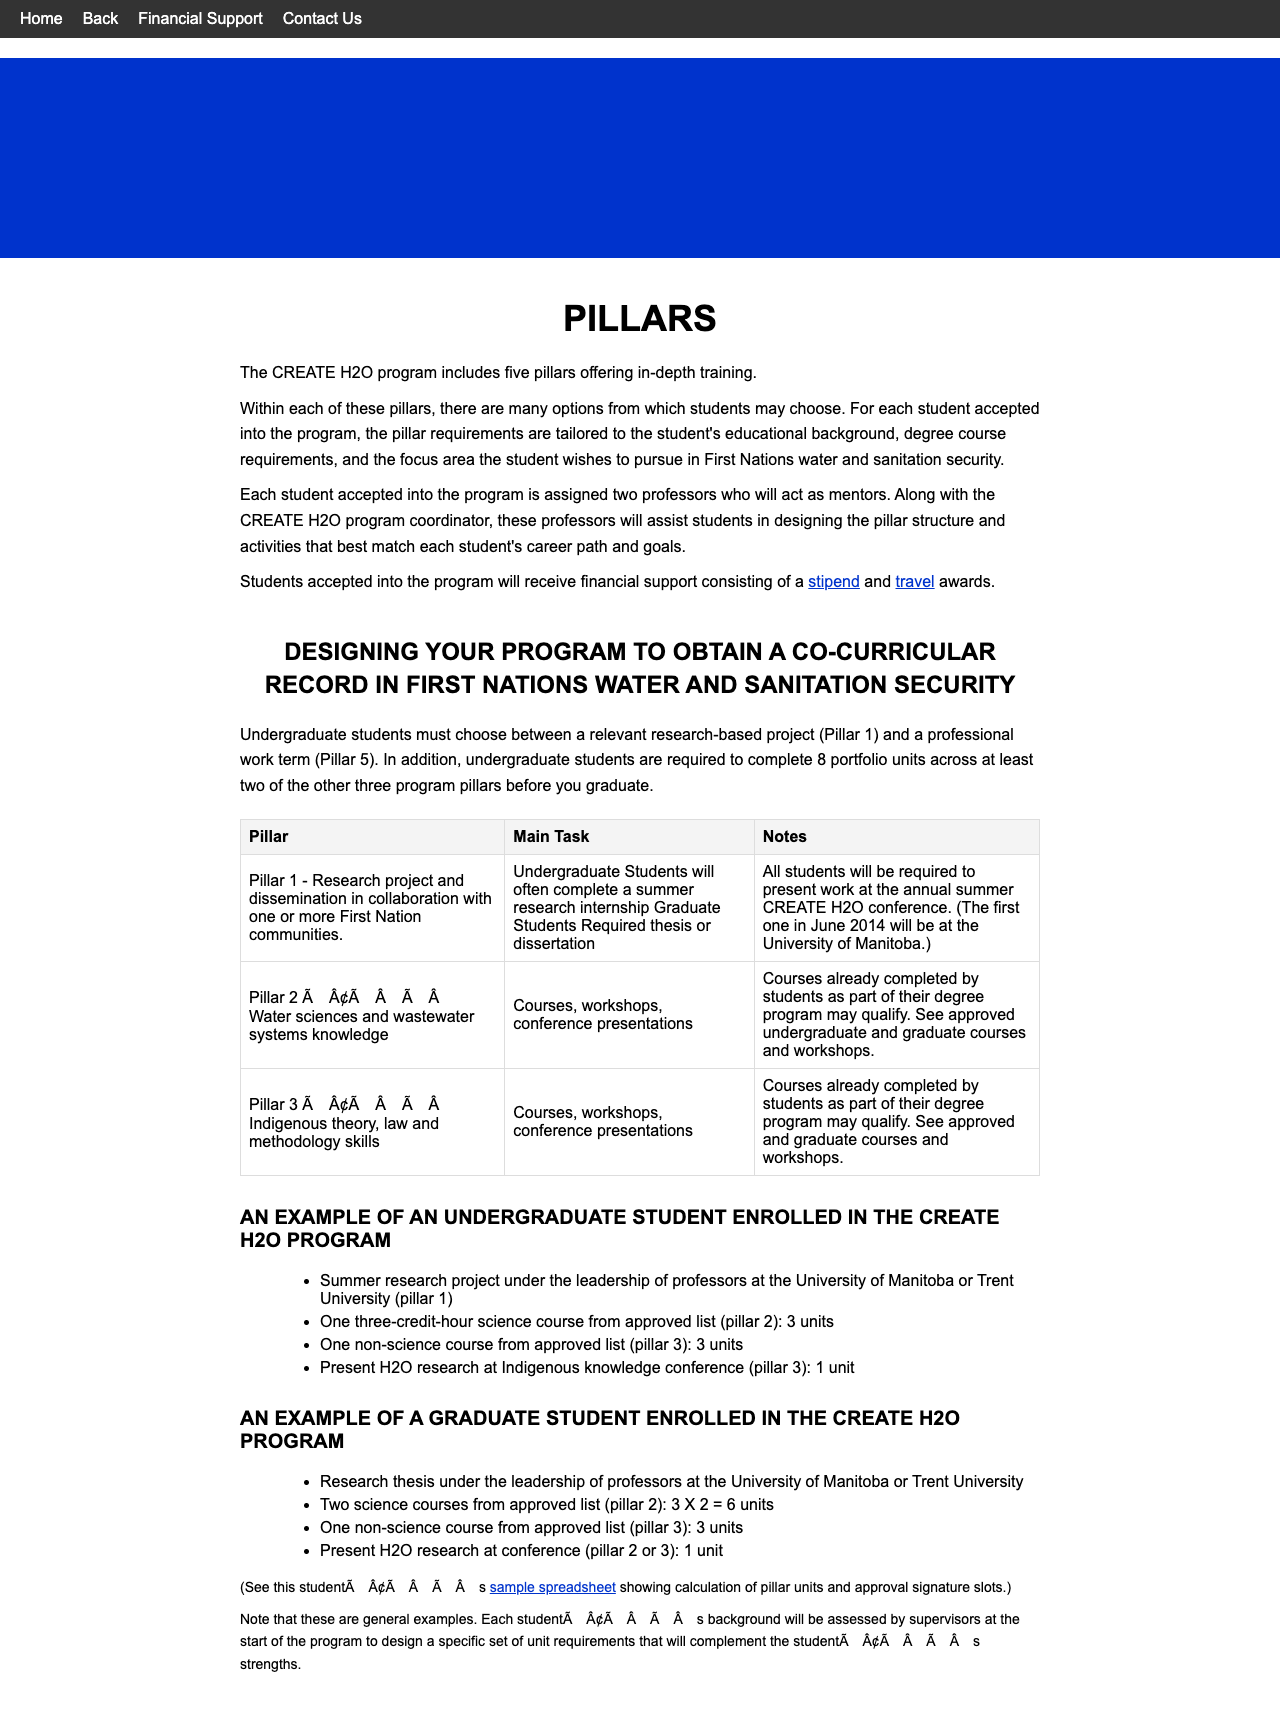 Home Back Financial Support Contact Us
PILLARS
The CREATE H2O program includes five pillars offering in-depth training.
Within each of these pillars, there are many options from which students may choose. For each student accepted
into the program, the pillar requirements are tailored to the student's educational background, degree course
requirements, and the focus area the student wishes to pursue in First Nations water and sanitation security.
Each student accepted into the program is assigned two professors who will act as mentors. Along with the
CREATE H2O program coordinator, these professors will assist students in designing the pillar structure and
activities that best match each student's career path and goals.
Students accepted into the program will receive financial support consisting of a stipend and travel awards.
DESIGNING YOUR PROGRAM TO OBTAIN A CO-CURRICULAR
RECORD IN FIRST NATIONS WATER AND SANITATION SECURITY
Undergraduate students must choose between a relevant research-based project (Pillar 1) and a professional
work term (Pillar 5). In addition, undergraduate students are required to complete 8 portfolio units across at least
two of the other three program pillars before you graduate.
Pillar Main Task Notes
Pillar 1 - Research project and
dissemination in collaboration with
one or more First Nation
communities.
Undergraduate Students will
often complete a summer
research internship Graduate
Students Required thesis or
dissertation
All students will be required to
present work at the annual summer
CREATE H2O conference. (The first
one in June 2014 will be at the
University of Manitoba.)
Pillar 2 Ã Â¢Ã Â Ã Â
Water sciences and wastewater
systems knowledge
Courses, workshops,
conference presentations
Courses already completed by
students as part of their degree
program may qualify. See approved
undergraduate and graduate courses
and workshops.
Pillar 3 Ã Â¢Ã Â Ã Â
Indigenous theory, law and
methodology skills
Courses, workshops,
conference presentations
Courses already completed by
students as part of their degree
program may qualify. See approved
and graduate courses and
workshops.
AN EXAMPLE OF AN UNDERGRADUATE STUDENT ENROLLED IN THE CREATE
H2O PROGRAM
• Summer research project under the leadership of professors at the University of Manitoba or Trent
University (pillar 1)
• One three-credit-hour science course from approved list (pillar 2): 3 units
• One non-science course from approved list (pillar 3): 3 units
• Present H2O research at Indigenous knowledge conference (pillar 3): 1 unit
AN EXAMPLE OF A GRADUATE STUDENT ENROLLED IN THE CREATE H2O
PROGRAM
• Research thesis under the leadership of professors at the University of Manitoba or Trent University
• Two science courses from approved list (pillar 2): 3 X 2 = 6 units
• One non-science course from approved list (pillar 3): 3 units
• Present H2O research at conference (pillar 2 or 3): 1 unit
(See this studentÃ Â¢Ã Â Ã Â s sample spreadsheet showing calculation of pillar units and approval signature slots.)
Note that these are general examples. Each studentÃ Â¢Ã Â Ã Â s background will be assessed by supervisors at the
start of the program to design a specific set of unit requirements that will complement the studentÃ Â¢Ã Â Ã Â s
strengths.